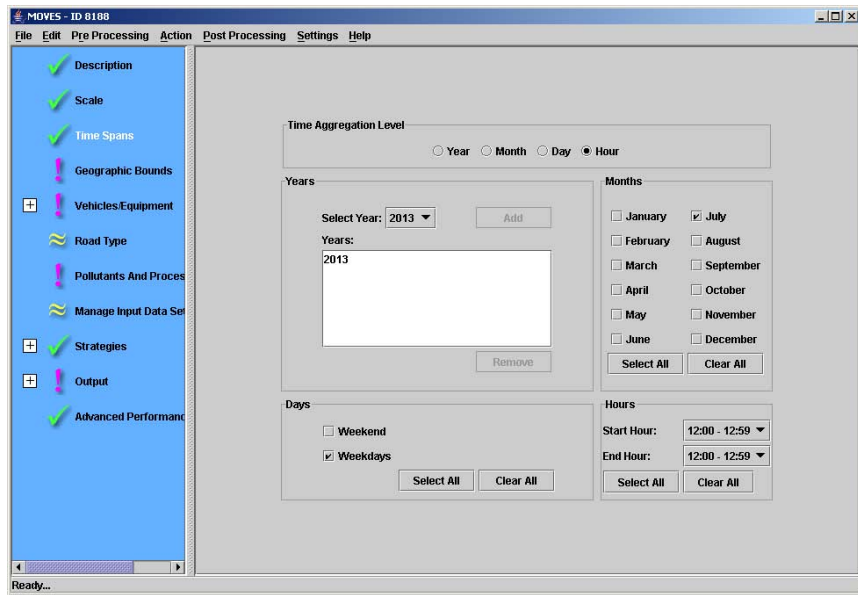 MOVES - ID 8188
File Edit Pre Processing Action Post Processing Settings Help
Description
Scale
Time Spans
Geographic Bounds
Vehicles/Equipment
Road Type
Pollutants And Proces
Manage Input Data Set
Strategies
Output
Advanced Performanc
Time Aggregation Level
Year Month Day Hour
Years
Select Year: 2013 Add
Years:
2013
Remove
Months
January July
February August
March September
April October
May November
June December
Select All Clear All
Days
Weekend
Weekdays
Select All Clear All
Hours
Start Hour: 12:00 - 12:59
End Hour: 12:00 - 12:59
Select All Clear All
Ready...